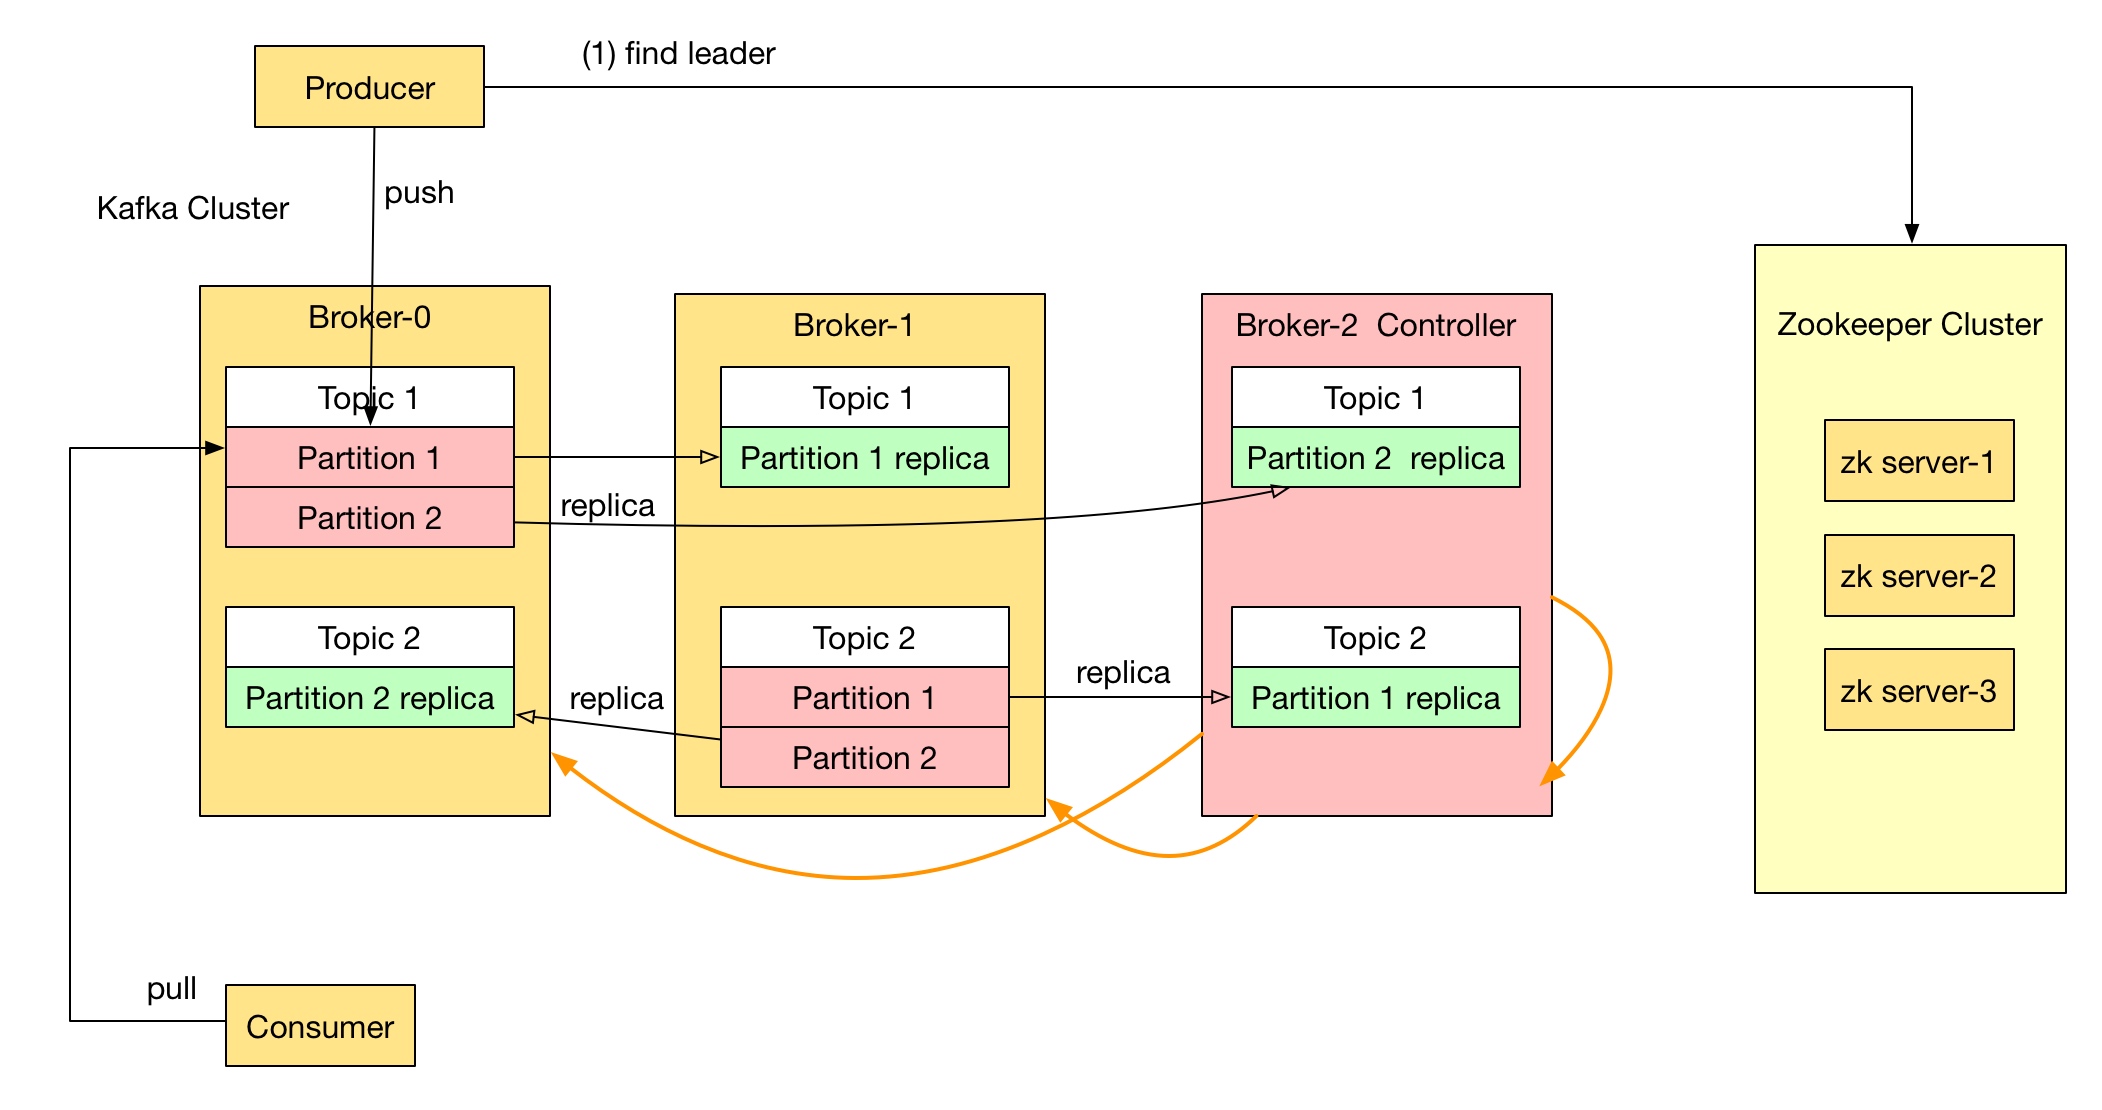 (1) find leader
Producer
push
Kafka Cluster
Broker-0
Topic 1
Partition 1
Partition 2
Topic 2
Partition 2 replica
replica
replica
Broker-1
Topic 1
Partition 1 replica
Topic 2
Partition 1
Partition 2
replica
Broker-2  Controller
Topic 1
Partition 2  replica
Topic 2
Partition 1 replica
Zookeeper Cluster
zk server-1
zk server-2
zk server-3
pull
Consumer